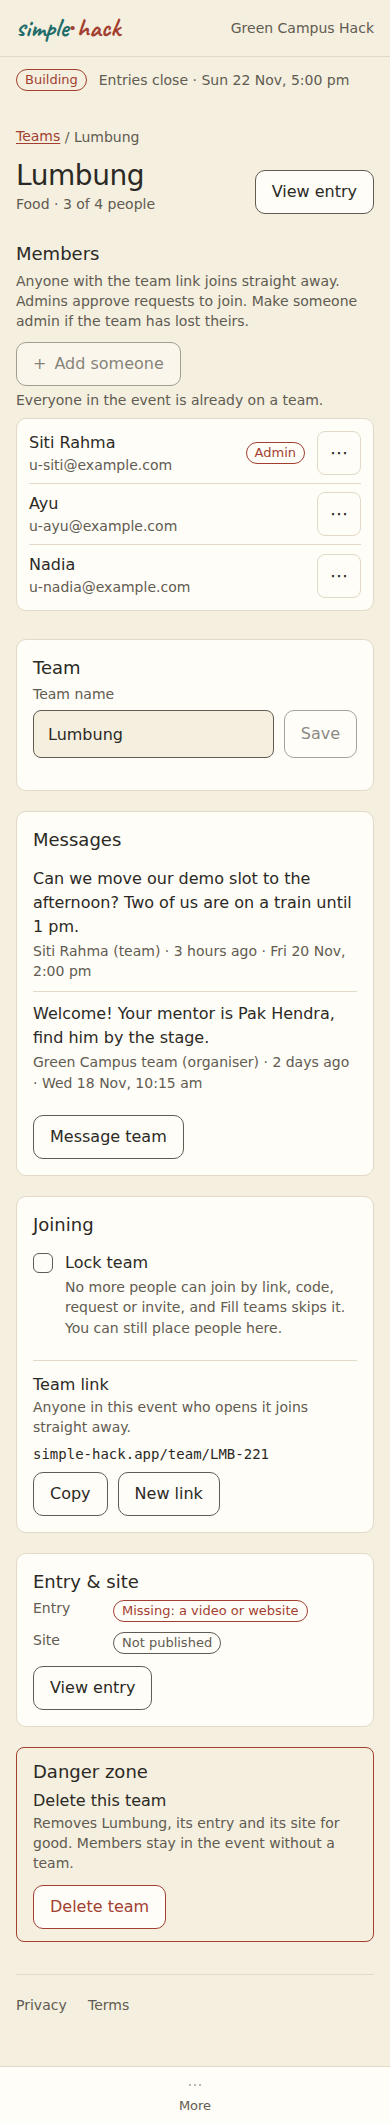 simple·hack
Green Campus Hack
Building
Entries close · Sun 22 Nov, 5:00 pm
Teams / Lumbung
Lumbung
Food · 3 of 4 people
View entry
Members
Anyone with the team link joins straight away.
Admins approve requests to join. Make someone
admin if the team has lost theirs.
+ Add someone
Everyone in the event is already on a team.
Siti Rahma
u-siti@example.com
Admin
···
Ayu
u-ayu@example.com
···
Nadia
u-nadia@example.com
···
Team
Team name
Lumbung
Save
Messages
Can we move our demo slot to the
afternoon? Two of us are on a train until
1 pm.
Siti Rahma (team) · 3 hours ago · Fri 20 Nov,
2:00 pm
Welcome! Your mentor is Pak Hendra,
find him by the stage.
Green Campus team (organiser) · 2 days ago
· Wed 18 Nov, 10:15 am
Message team
Joining
Lock team
No more people can join by link, code,
request or invite, and Fill teams skips it.
You can still place people here.
Team link
Anyone in this event who opens it joins
straight away.
simple-hack.app/team/LMB-221
Copy
New link
Entry & site
Entry
Missing: a video or website
Site
Not published
View entry
Danger zone
Delete this team
Removes Lumbung, its entry and its site for
good. Members stay in the event without a
team.
Delete team
Privacy
Terms
···
More